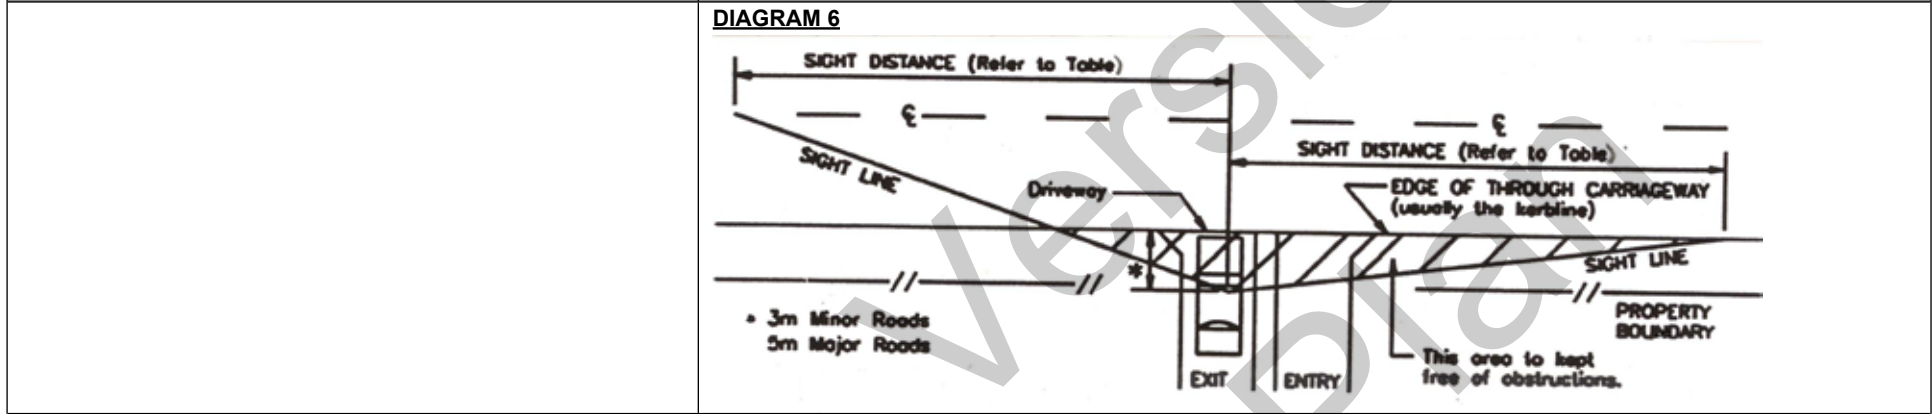 DIAGRAM 6
SIGHT DISTANCE (Refer to Table)
℄
℄
SIGHT DISTANCE (Refer to Table)
SIGHT LINE
Driveway
EDGE OF THROUGH CARRIAGEWAY
(usually the kerbline)
*
SIGHT LINE
PROPERTY
BOUNDARY
* 3m Minor Roads
5m Major Roads
This area to kept
free of obstructions.
EXIT
ENTRY
Versio
Plan